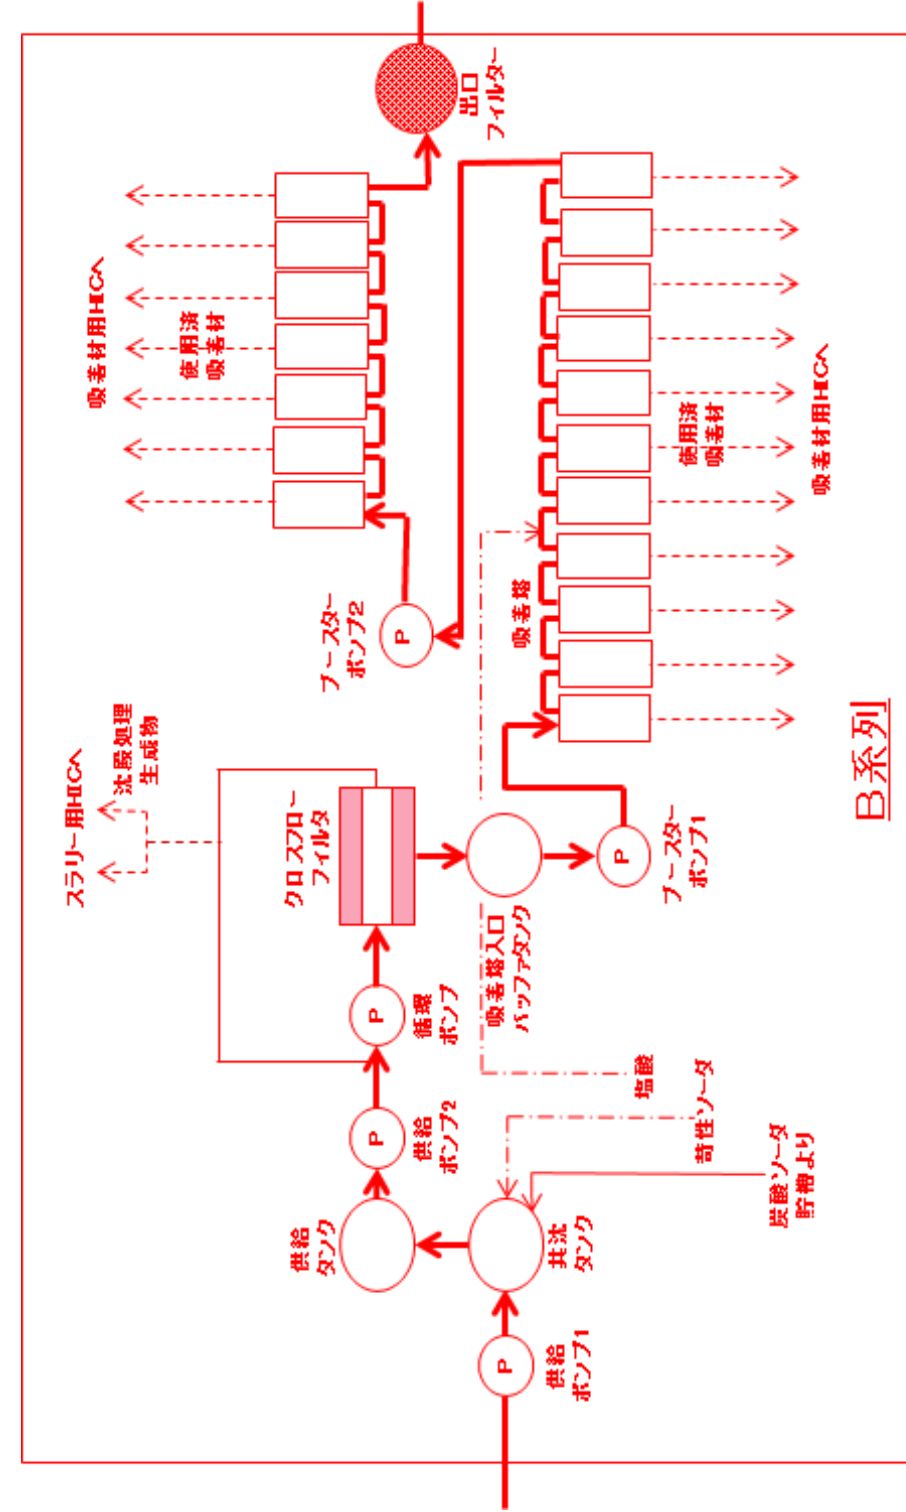 スラリー用HICへ
沈殿処理
生成物
吸着材用HICへ
使用済
吸着材
出口
フィルター
ブースター
ポンプ2
クロスフロー
フィルタ
P
循環
ポンプ
P
供給
ポンプ2
P
供給
タンク
共沈
タンク
P
供給
ポンプ1
吸着塔入口
バッファタンク
P
ブースター
ポンプ1
吸着塔
使用済
吸着材
吸着材用HICへ
塩酸
苛性ソーダ
炭酸ソーダ
貯槽より
P
B系列